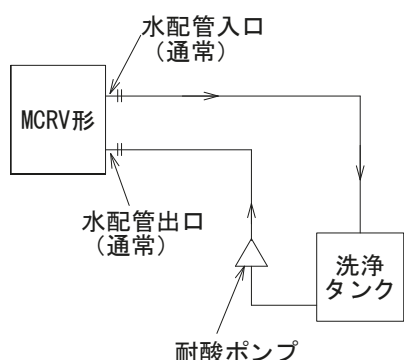 水配管入口
（通常）
MCRV形
水配管出口
（通常）
洗浄
タンク
耐酸ポンプ